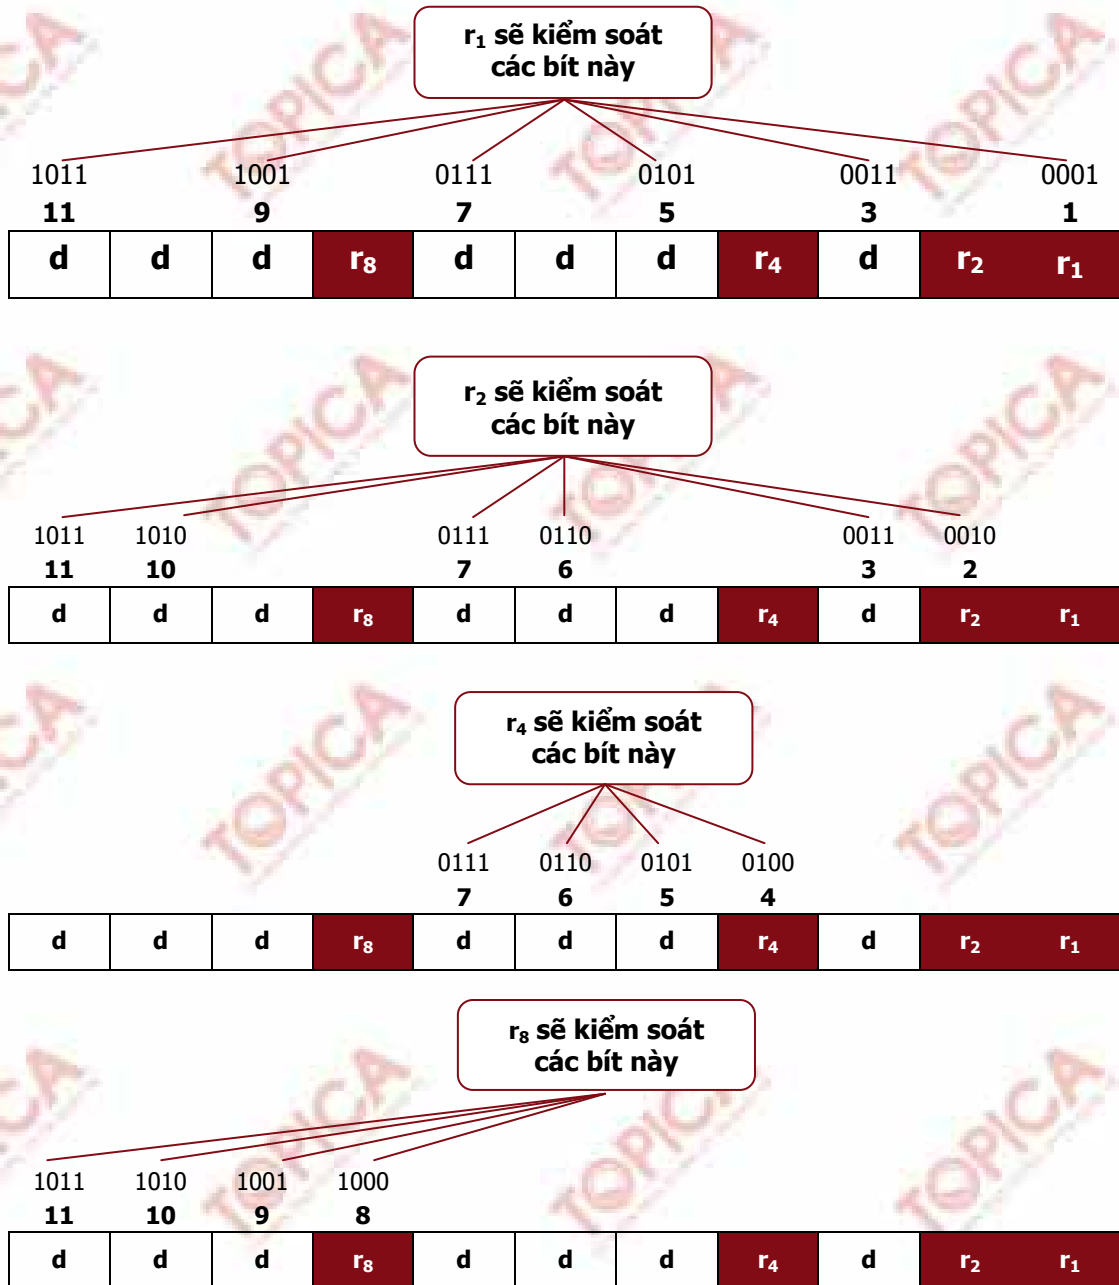 r₁ sẽ kiểm soát
các bít này
1011 1001 0111 0101 0011 0001
11 9 7 5 3 1
d d d r₈ d d d r₄ d r₂ r₁
r₂ sẽ kiểm soát
các bít này
1011 1010 0111 0110 0011 0010
11 10 7 6 3 2
d d d r₈ d d d r₄ d r₂ r₁
r₄ sẽ kiểm soát
các bít này
0111 0110 0101 0100
7 6 5 4
d d d r₈ d d d r₄ d r₂ r₁
r₈ sẽ kiểm soát
các bít này
1011 1010 1001 1000
11 10 9 8
d d d r₈ d d d r₄ d r₂ r₁
TOPICA